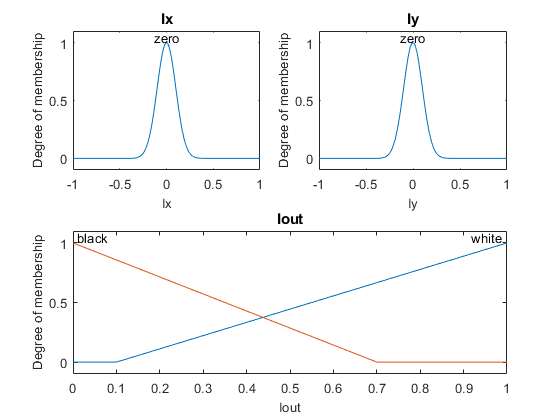 Ix
Iy
zero
zero
Degree of membership
Degree of membership
1
0.5
0
1
0.5
0
-1 -0.5 0 0.5 1
-1 -0.5 0 0.5 1
Ix
Iy
Iout
black
white
Degree of membership
1
0.5
0
0 0.1 0.2 0.3 0.4 0.5 0.6 0.7 0.8 0.9 1
Iout